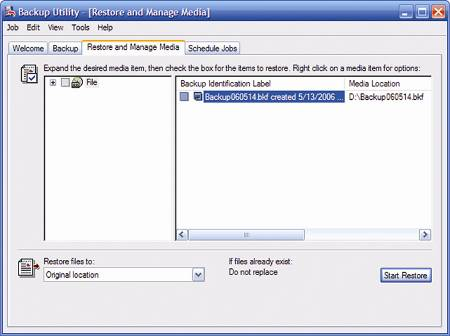 Backup Utility - [Restore and Manage Media]
Job Edit View Tools Help
Welcome Backup Restore and Manage Media Schedule Jobs
Expand the desired media item, then check the box for the items to restore. Right click on a media item for options:
File
Backup Identification Label Media Location
Backup060514.bkf created 5/13/2006 ... D:\Backup060514.bkf
Restore files to: If files already exist:
Original location Do not replace
Start Restore